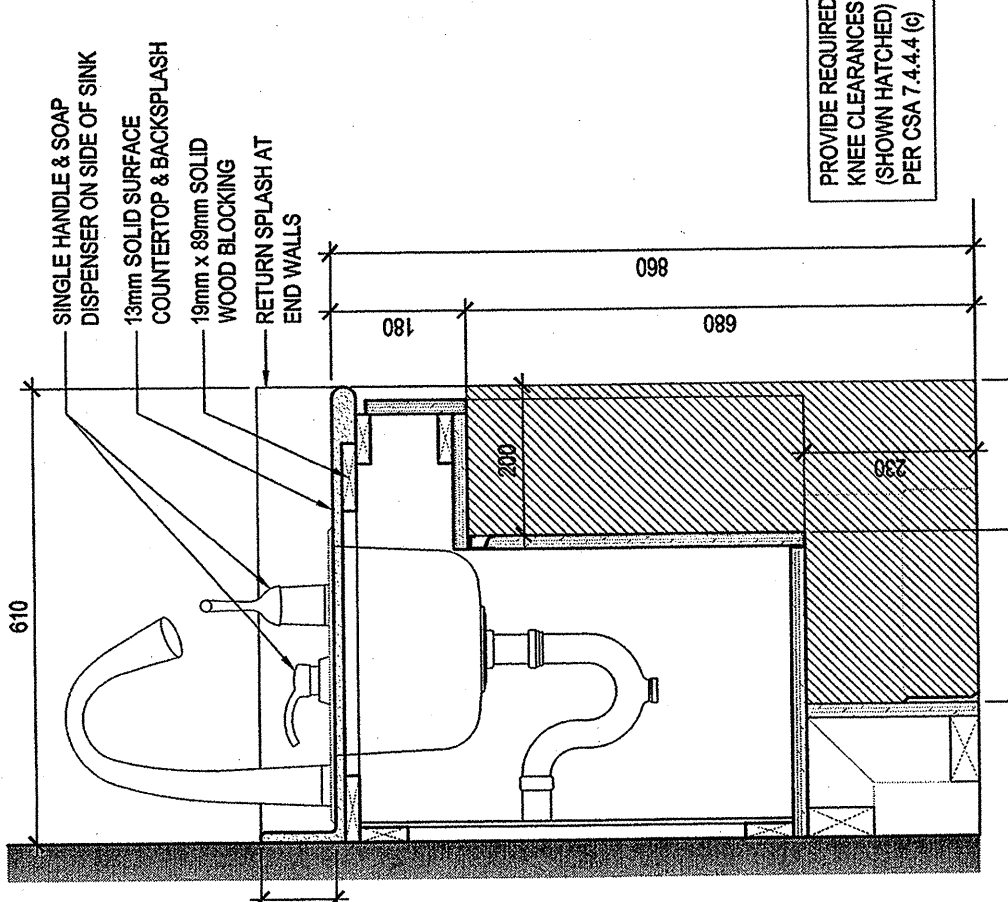 SINGLE HANDLE & SOAP
DISPENSER ON SIDE OF SINK
13mm SOLID SURFACE
COUNTERTOP & BACKSPLASH
19mm x 89mm SOLID
WOOD BLOCKING
RETURN SPLASH AT
END WALLS
610
180
860
680
200
230
PROVIDE REQUIRED
KNEE CLEARANCES
(SHOWN HATCHED)
PER CSA 7.4.4.4 (c)